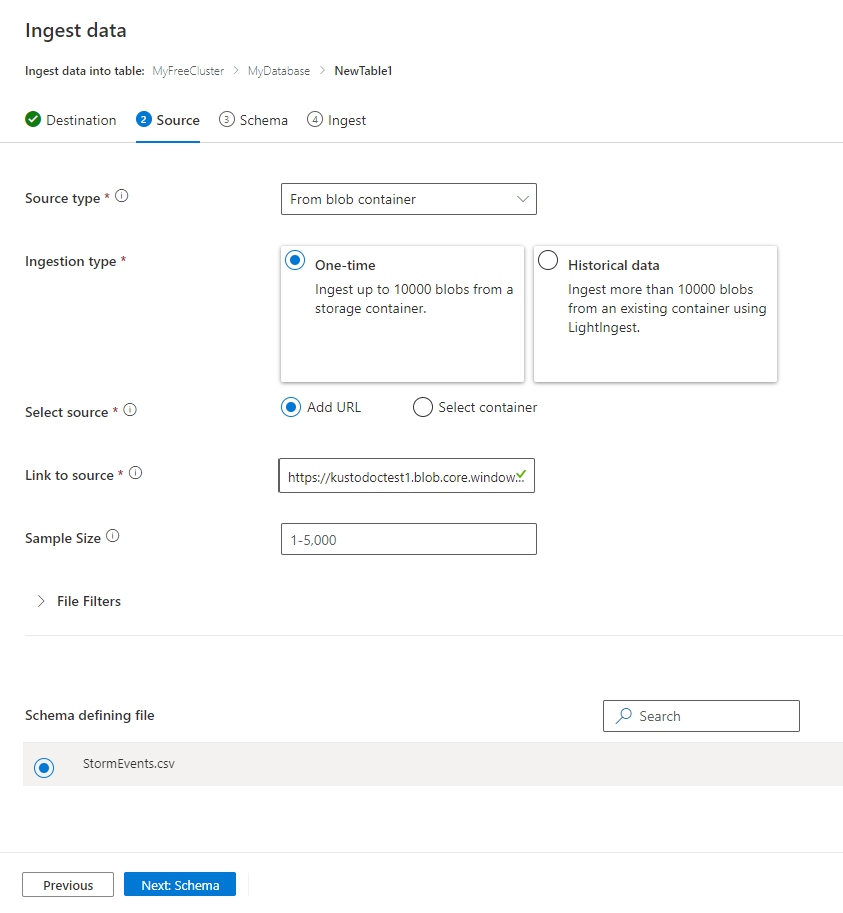 Ingest data
Ingest data into table: MyFreeCluster > MyDatabase > NewTable1
Destination 2 Source 3 Schema 4 Ingest
Source type * From blob container
Ingestion type *
One-time
Ingest up to 10000 blobs from a
storage container.
Historical data
Ingest more than 10000 blobs
from an existing container using
LightIngest.
Select source * Add URL Select container
Link to source * https://kustodoctest1.blob.core.window...
Sample Size 1-5,000
File Filters
Schema defining file Search
StormEvents.csv
Previous Next: Schema